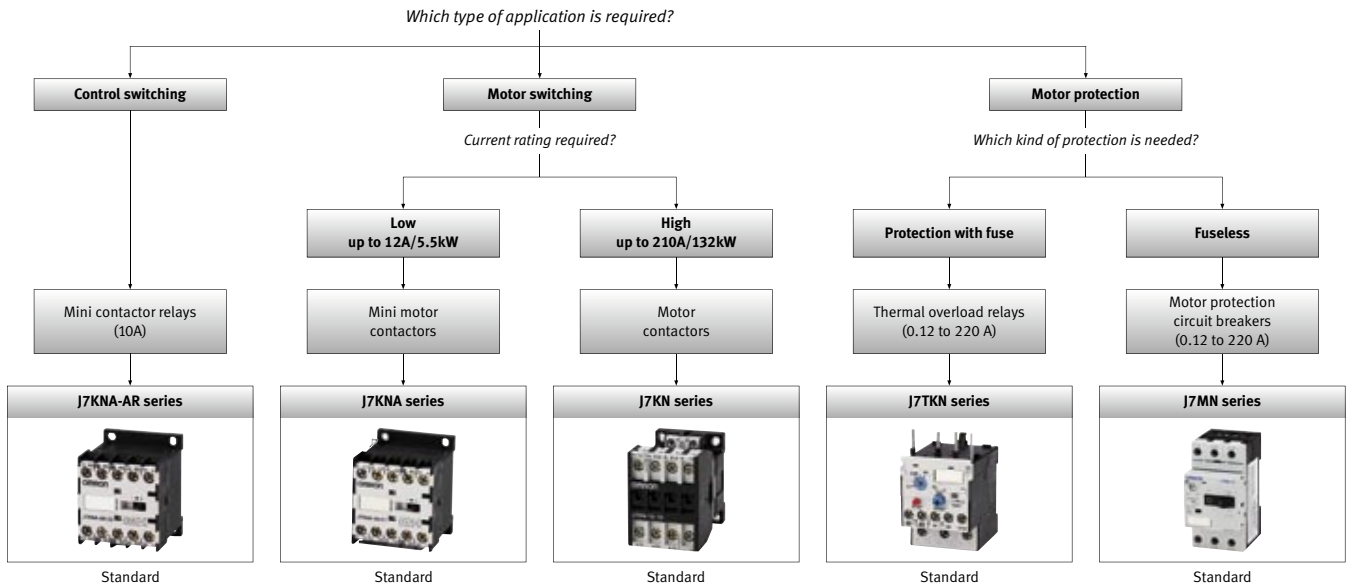 Which type of application is required?
Control switching
Motor switching
Motor protection
Current rating required?
Which kind of protection is needed?
Low
up to 12A/5.5kW
High
up to 210A/132kW
Protection with fuse
Fuseless
Mini contactor relays
(10A)
Mini motor
contactors
Motor
contactors
Thermal overload relays
(0.12 to 220 A)
Motor protection
circuit breakers
(0.12 to 220 A)
J7KNA-AR series
J7KNA series
J7KN series
J7TKN series
J7MN series
Standard
Standard
Standard
Standard
Standard